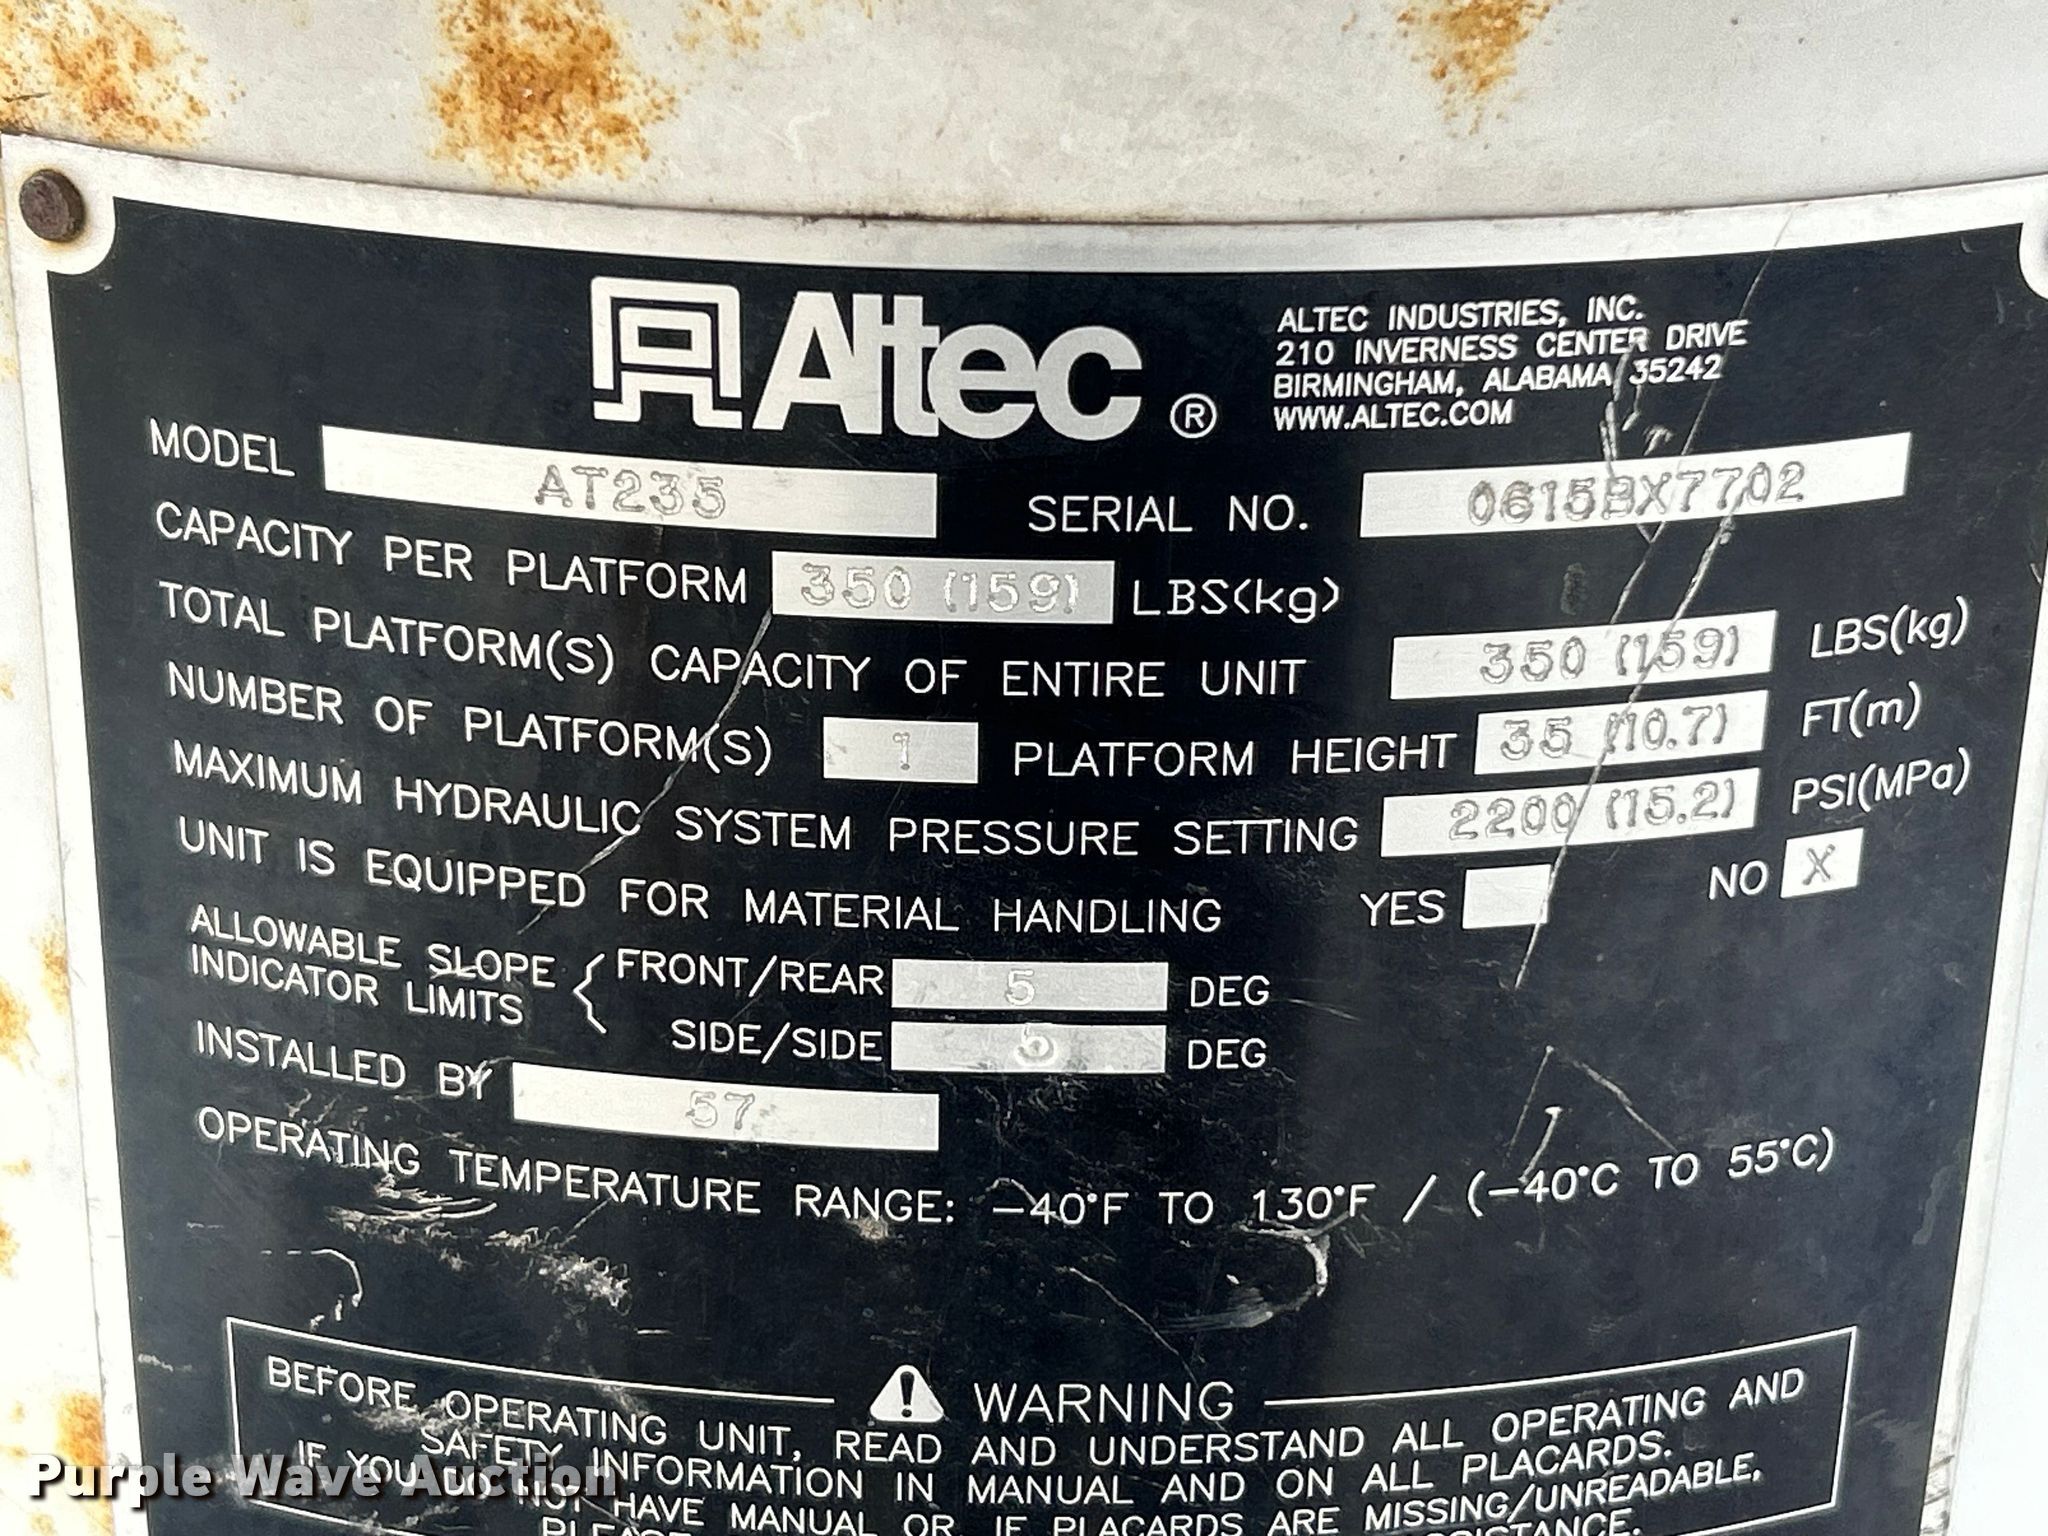 Altec ®
ALTEC INDUSTRIES, INC.
210 INVERNESS CENTER DRIVE
BIRMINGHAM, ALABAMA 35242
WWW.ALTEC.COM
MODEL AT235 SERIAL NO. 0615BX7702
CAPACITY PER PLATFORM 350 (159) LBS(kg)
TOTAL PLATFORM(S) CAPACITY OF ENTIRE UNIT 350 (159) LBS(kg)
NUMBER OF PLATFORM(S) 1 PLATFORM HEIGHT 35 (10.7) FT(m)
MAXIMUM HYDRAULIC SYSTEM PRESSURE SETTING 2200 (15.2) PSI(MPa)
UNIT IS EQUIPPED FOR MATERIAL HANDLING YES NO X
ALLOWABLE SLOPE INDICATOR LIMITS { FRONT/REAR 5 DEG
SIDE/SIDE 5 DEG
INSTALLED BY 57
OPERATING TEMPERATURE RANGE: -40°F TO 130°F / (-40°C TO 55°C)
WARNING
BEFORE OPERATING UNIT, READ AND UNDERSTAND ALL OPERATING AND
SAFETY INFORMATION IN MANUAL AND ON ALL PLACARDS.
IF YOU DO NOT HAVE MANUAL OR IF PLACARDS ARE MISSING/UNREADABLE,
Purple Wave Auction